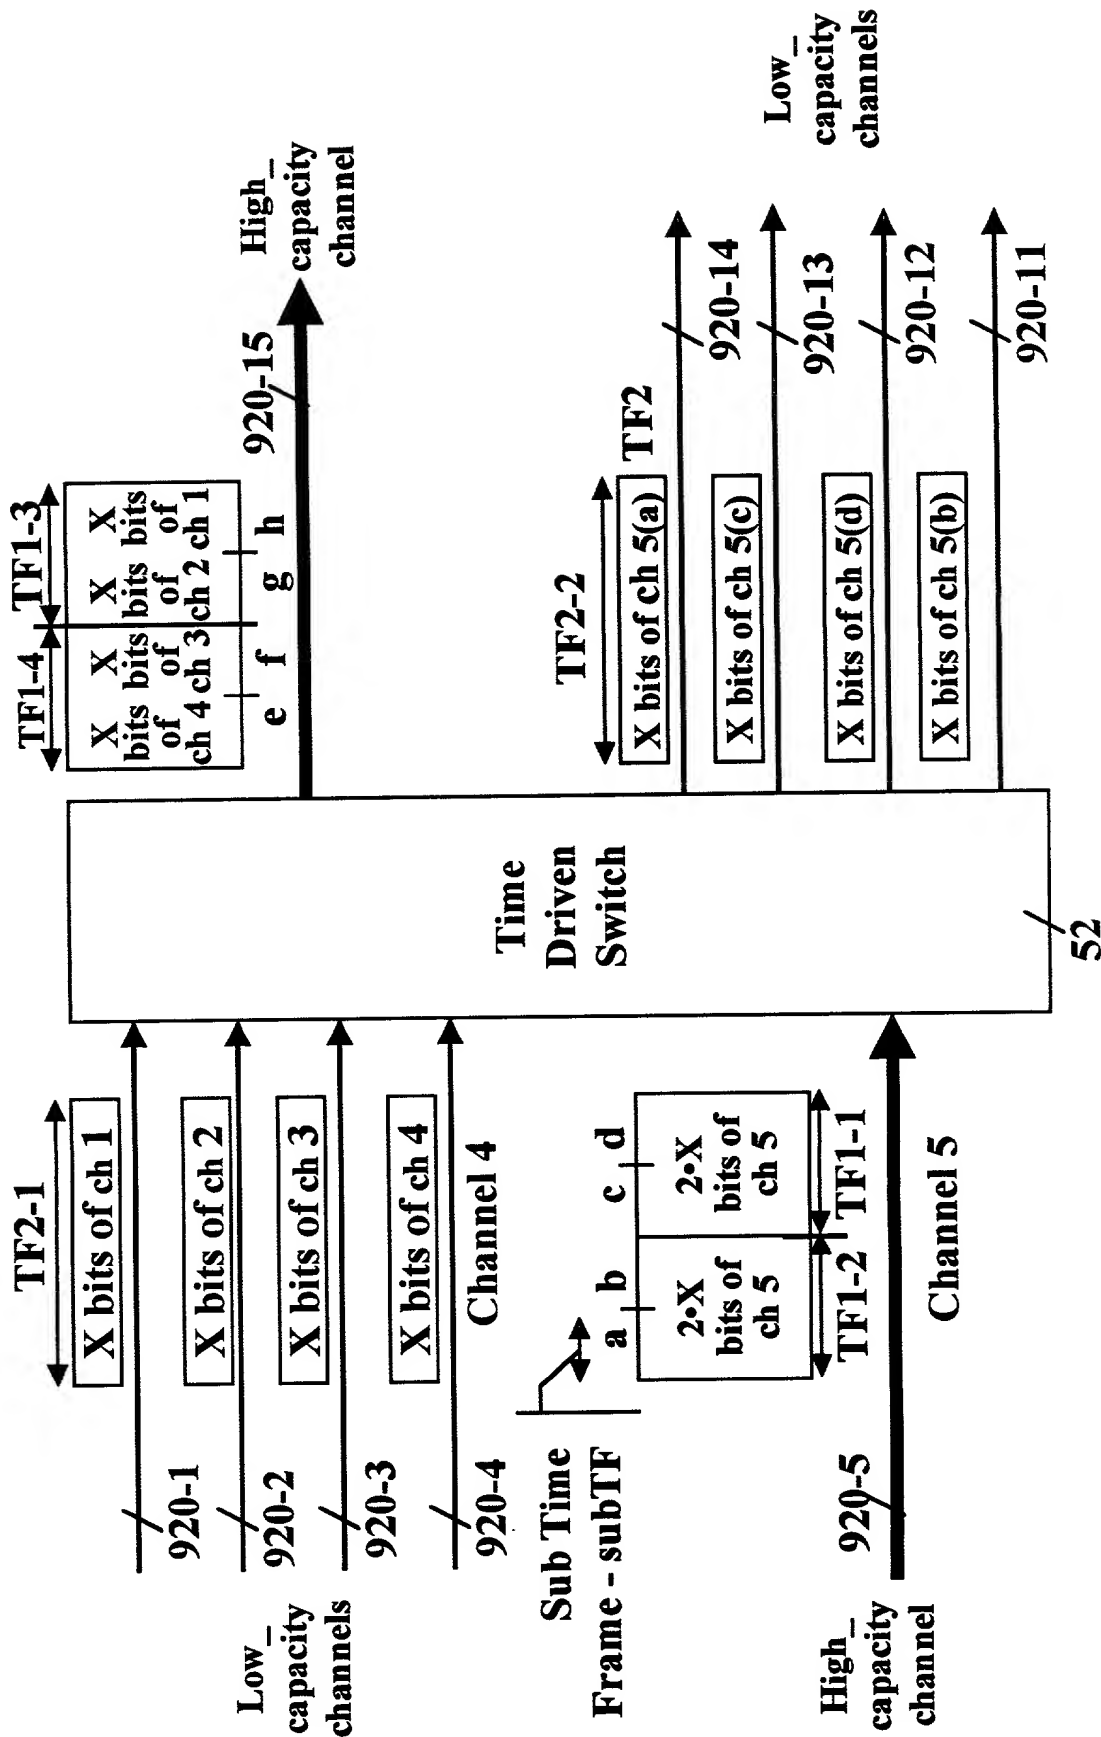 TF2-1
X bits of ch 1
920-1
X bits of ch 2
920-2
X bits of ch 3
920-3
X bits of ch 4
920-4
Channel 4
Low_
capacity
channels
Sub Time
Frame - subTF
a b c d
2•X
bits of
ch 5
2•X
bits of
ch 5
TF1-2 TF1-1
920-5
Channel 5
High_
capacity
channel
Time
Driven
Switch
52
TF1-4 TF1-3
X X X X
bits bits bits bits
of of of of
ch 4 ch 3 ch 2 ch 1
e f g h
920-15
High_
capacity
channel
TF2-2
TF2
X bits of ch 5(a)
920-14
X bits of ch 5(c)
920-13
X bits of ch 5(d)
920-12
X bits of ch 5(b)
920-11
Low_
capacity
channels